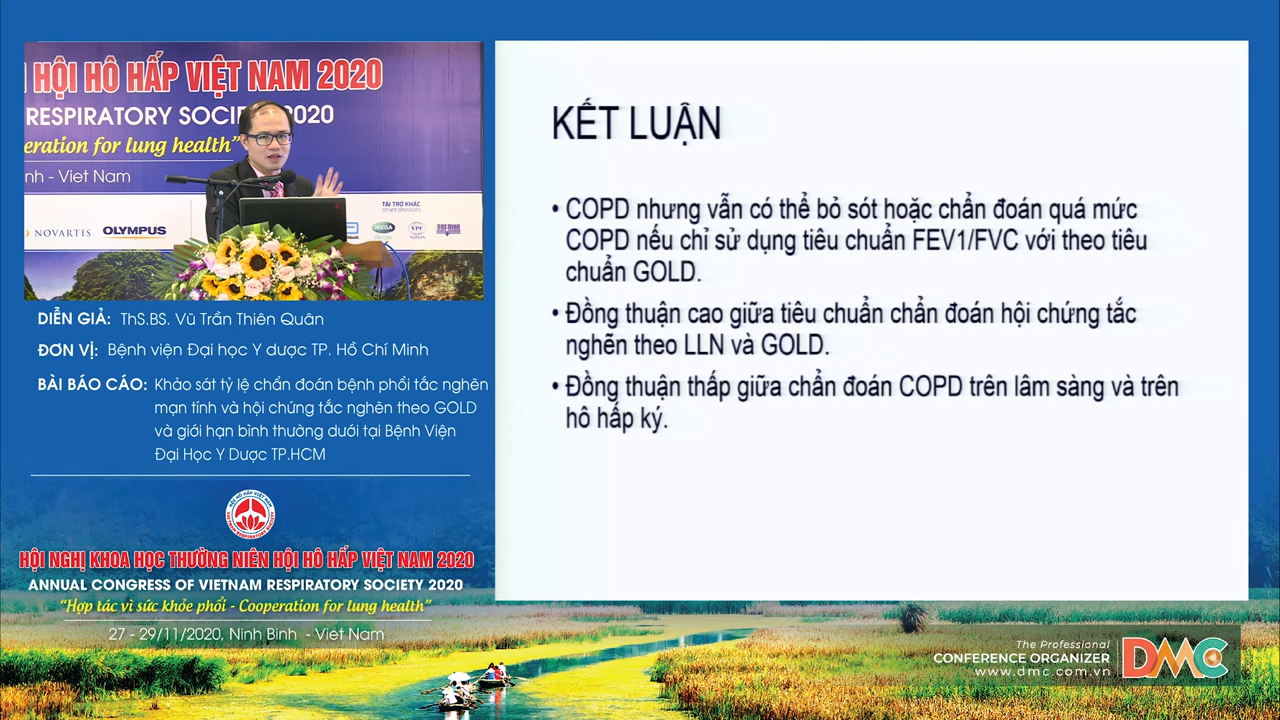 HỘI HÔ HẤP VIỆT NAM 2020
RESPIRATORY SOCI 2020
eration for lung health”
nh - Viet Nam
TÀI TRỢ KHÁC
OTHER SPONSORS
NOVARTIS
OLYMPUS
MEGA
DIỄN GIẢ: ThS.BS. Vũ Trần Thiên Quân
ĐƠN VỊ: Bệnh viện Đại học Y dược TP. Hồ Chí Minh
BÀI BÁO CÁO: Khảo sát tỷ lệ chẩn đoán bệnh phổi tắc nghẽn
mạn tính và hội chứng tắc nghẽn theo GOLD
và giới hạn bình thường dưới tại Bệnh Viện
Đại Học Y Dược TP.HCM
HỘI HÔ HẤP VIỆT NAM
VIETNAM RESPIRATORY SOCIETY
HỘI NGHỊ KHOA HỌC THƯỜNG NIÊN HỘI HÔ HẤP VIỆT NAM 2020
ANNUAL CONGRESS OF VIETNAM RESPIRATORY SOCIETY 2020
“Hợp tác vì sức khỏe phổi - Cooperation for lung health”
27 - 29/11/2020, Ninh Bình - Viet Nam
KẾT LUẬN
• COPD nhưng vẫn có thể bỏ sót hoặc chẩn đoán quá mức
COPD nếu chỉ sử dụng tiêu chuẩn FEV1/FVC với theo tiêu
chuẩn GOLD.
• Đồng thuận cao giữa tiêu chuẩn chẩn đoán hội chứng tắc
nghẽn theo LLN và GOLD.
• Đồng thuận thấp giữa chẩn đoán COPD trên lâm sàng và trên
hô hấp ký.
The Professional
CONFERENCE ORGANIZER
www.dmc.com.vn
DMC